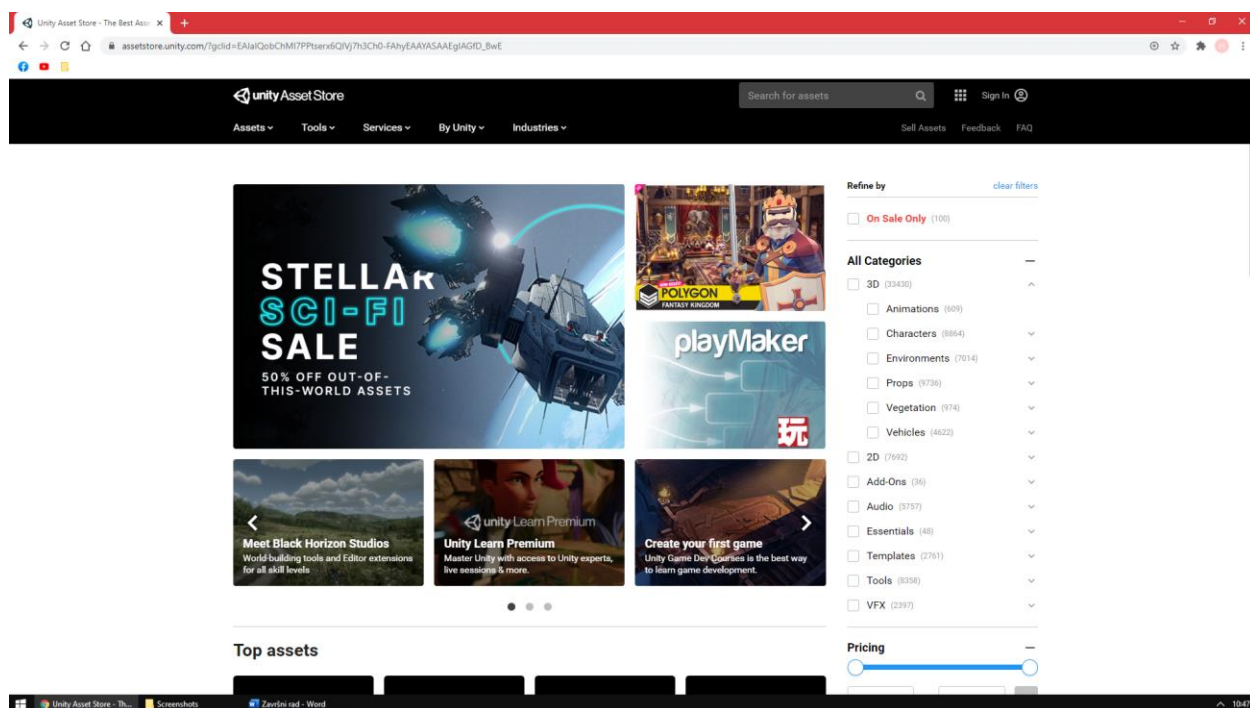 Unity Asset Store - The Best Asse
assetstore.unity.com/?gclid=EAIaIQobChMI7PPtserx6QIVj7h3Ch0-FAhyEAAYASAAEgIAGfD_BwE
unity Asset Store
Search for assets
Sign In
Assets
Tools
Services
By Unity
Industries
Sell Assets
Feedback
FAQ
STELLAR
SCI-FI
SALE
50% OFF OUT-OF-
THIS-WORLD ASSETS
POLYGON
FANTASY KINGDOM
playMaker
玩
Meet Black Horizon Studios
World-building tools and Editor extensions
for all skill levels
unity Learn Premium
Unity Learn Premium
Master Unity with access to Unity experts,
live sessions & more.
Create your first game
Unity Game Dev Courses is the best way
to learn game development.
Top assets
Refine by
clear filters
On Sale Only (100)
All Categories
3D (33430)
Animations (609)
Characters (8864)
Environments (7014)
Props (9736)
Vegetation (974)
Vehicles (4622)
2D (7692)
Add-Ons (36)
Audio (5757)
Essentials (48)
Templates (2761)
Tools (8358)
VFX (2397)
Pricing
Unity Asset Store - Th...
Screenshots
Završni rad - Word
10:47